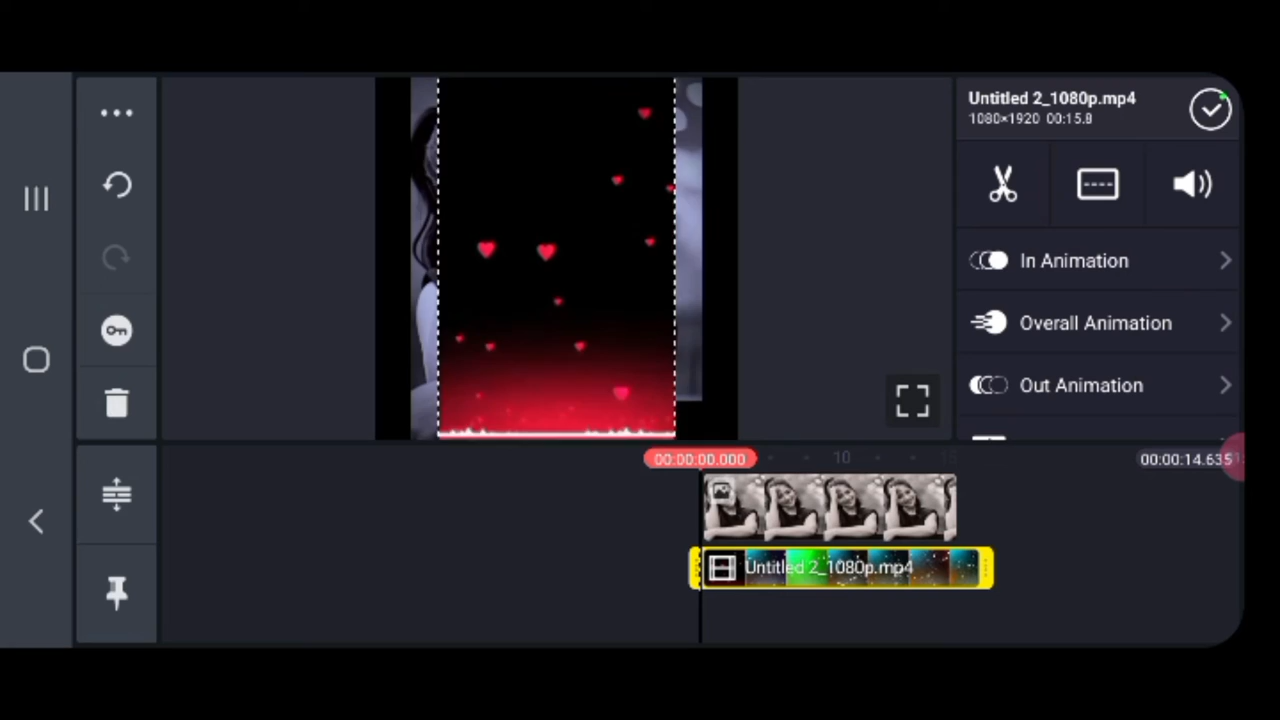 Untitled 2_1080p.mp4
1080×1920 00:15.8
In Animation
Overall Animation
Out Animation
00:00:00.000
10
00:00:14.635
Untitled 2_1080p.mp4